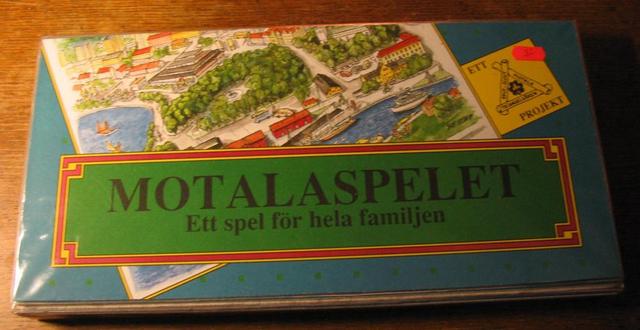 ETT
PROJEKT
MOTALASPELET
Ett spel för hela familjen